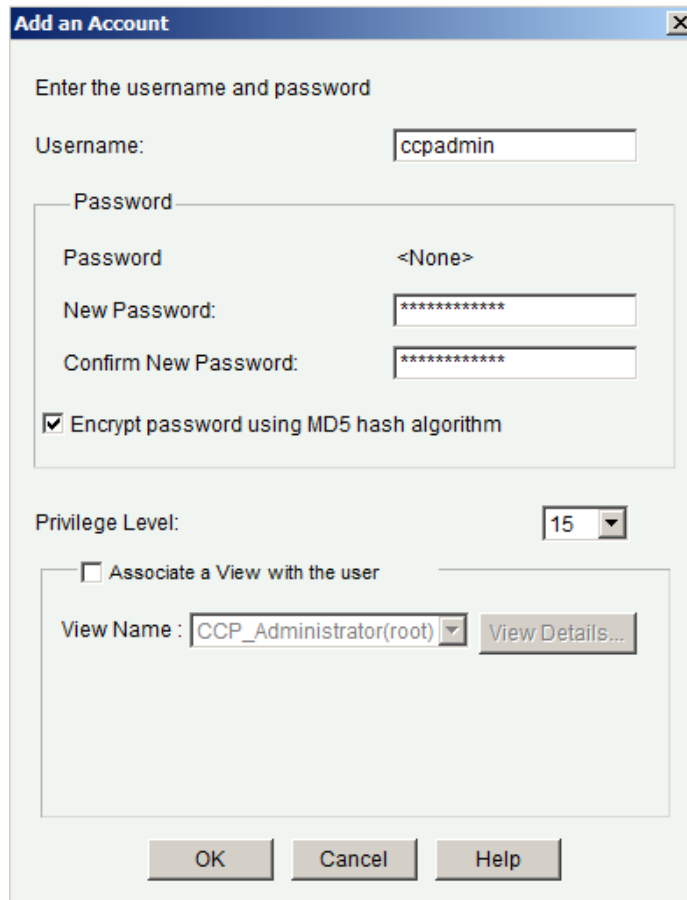 Add an Account
Enter the username and password
Username: ccpadmin
Password
Password <None>
New Password: ************
Confirm New Password: ************
Encrypt password using MD5 hash algorithm
Privilege Level: 15
Associate a View with the user
View Name : CCP_Administrator(root) View Details...
OK Cancel Help